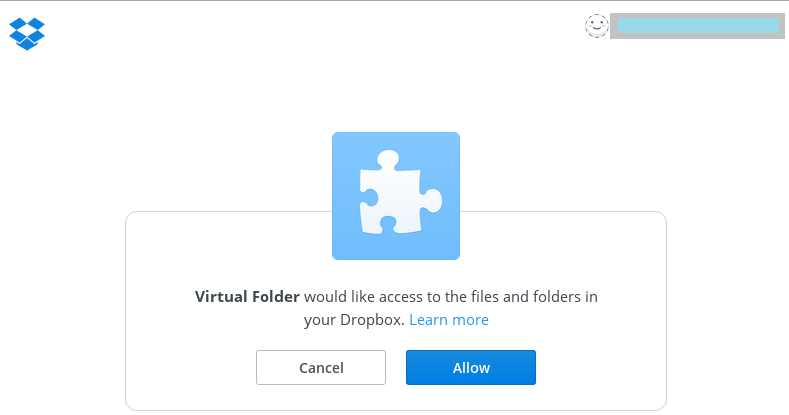 Virtual Folder would like access to the files and folders in
your Dropbox. Learn more
Cancel
Allow